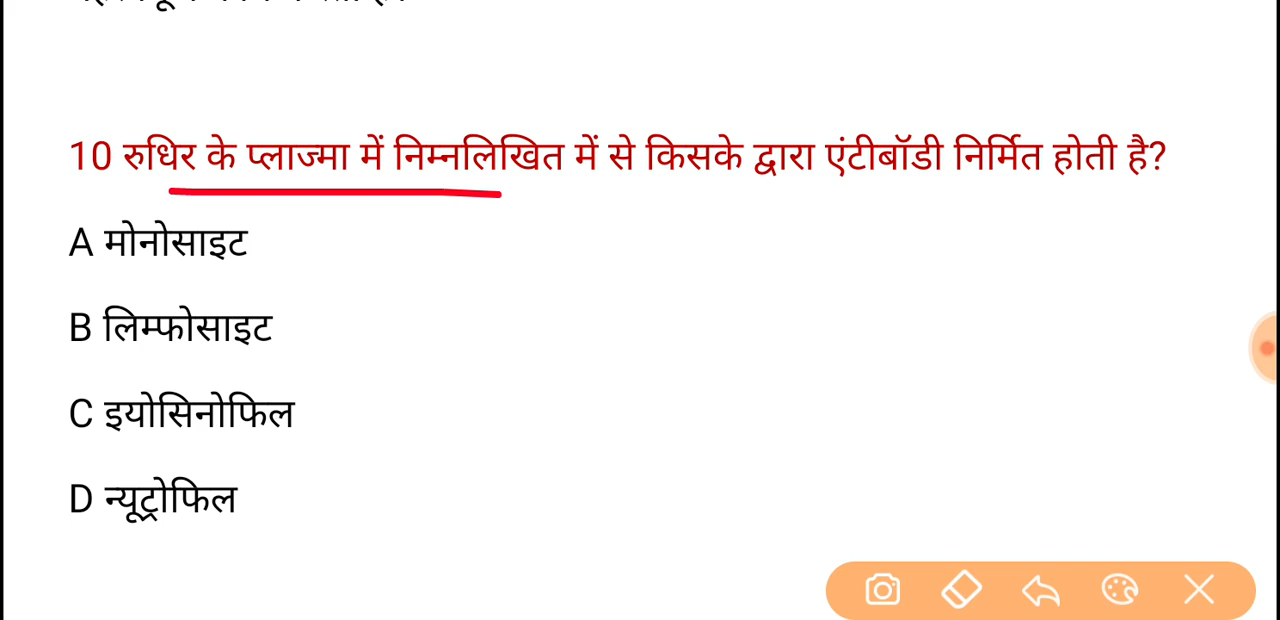 10 रुधिर के प्लाज्मा में निम्नलिखित में से किसके द्वारा एंटीबॉडी निर्मित होती है?
A मोनोसाइट
B लिम्फोसाइट
C इयोसिनोफिल
D न्यूट्रोफिल